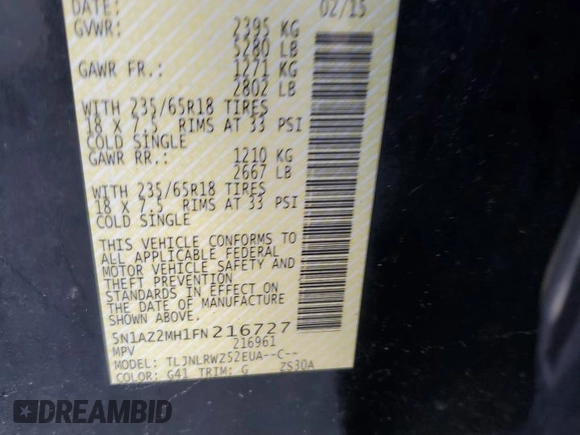 DATE: 02/15
GVWR: 2395 KG
5280 LB
GAWR FR.: 1271 KG
2802 LB
WITH 235/65R18 TIRES
18 X 7.5 RIMS AT 33 PSI
COLD SINGLE
GAWR RR.: 1210 KG
2667 LB
WITH 235/65R18 TIRES
18 X 7.5 RIMS AT 33 PSI
COLD SINGLE
THIS VEHICLE CONFORMS TO
ALL APPLICABLE FEDERAL
MOTOR VEHICLE SAFETY AND
THEFT PREVENTION
STANDARDS IN EFFECT ON
THE DATE OF MANUFACTURE
SHOWN ABOVE
5N1AZ2MH1FN216727
MPV 216961
MODEL: TLJNLRWZ52EUA--C--
COLOR: G41 TRIM: G ZS30A
DREAMBID